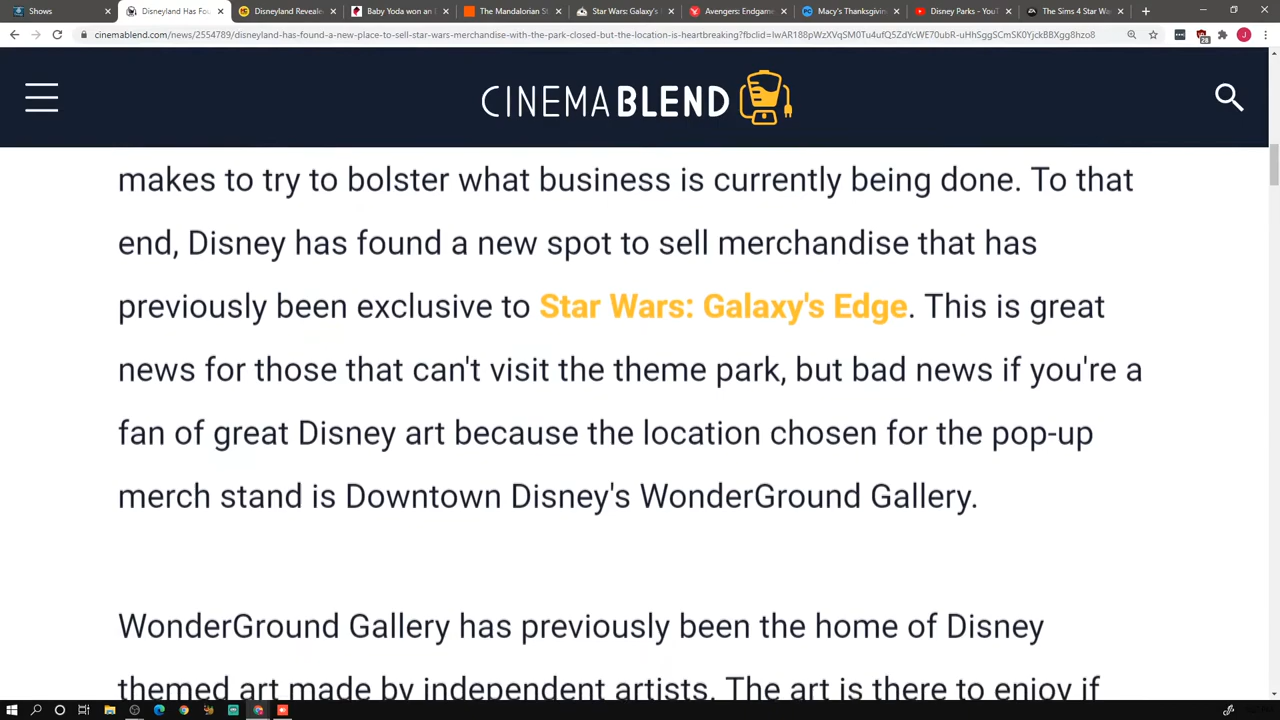 Shows
Disneyland Has Fou
Disneyland Reveale
Baby Yoda won an E
The Mandalorian St
Star Wars: Galaxy's
Avengers: Endgame
Macy's Thanksgivin
Disney Parks - YouT
The Sims 4 Star Wa
cinemablend.com/news/2554789/disneyland-has-found-a-new-place-to-sell-star-wars-merchandise-with-the-park-closed-but-the-location-is-heartbreaking?fbclid=IwAR188pWzXVqSM0Tu4ufQ5ZdYcWE70ubR-uHhSggSCmSK0YjckBBXgg8hzo8
28
J
CINEMABLEND
makes to try to bolster what business is currently being done. To that
end, Disney has found a new spot to sell merchandise that has
previously been exclusive to Star Wars: Galaxy's Edge. This is great
news for those that can't visit the theme park, but bad news if you're a
fan of great Disney art because the location chosen for the pop-up
merch stand is Downtown Disney's WonderGround Gallery.
WonderGround Gallery has previously been the home of Disney
themed art made by independent artists. The art is there to enjoy if